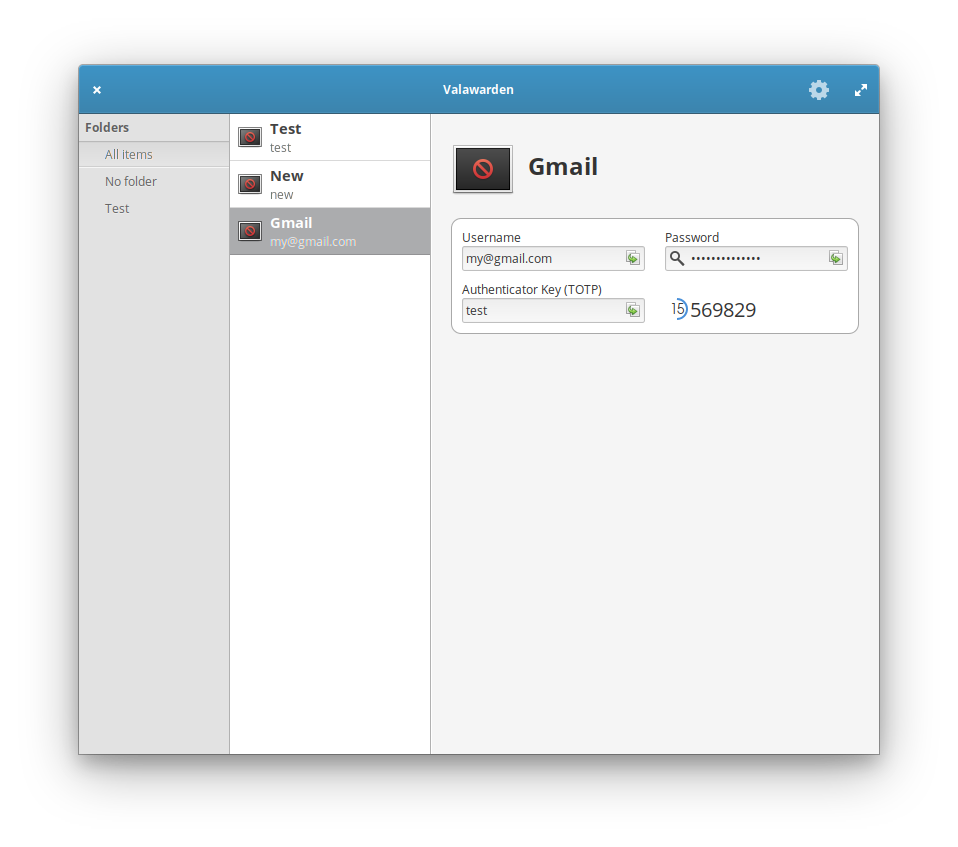 Valawarden
Folders
All items
No folder
Test
Test
test
New
new
Gmail
my@gmail.com
Gmail
Username
Password
my@gmail.com
••••••••••••••
Authenticator Key (TOTP)
test
15
569829